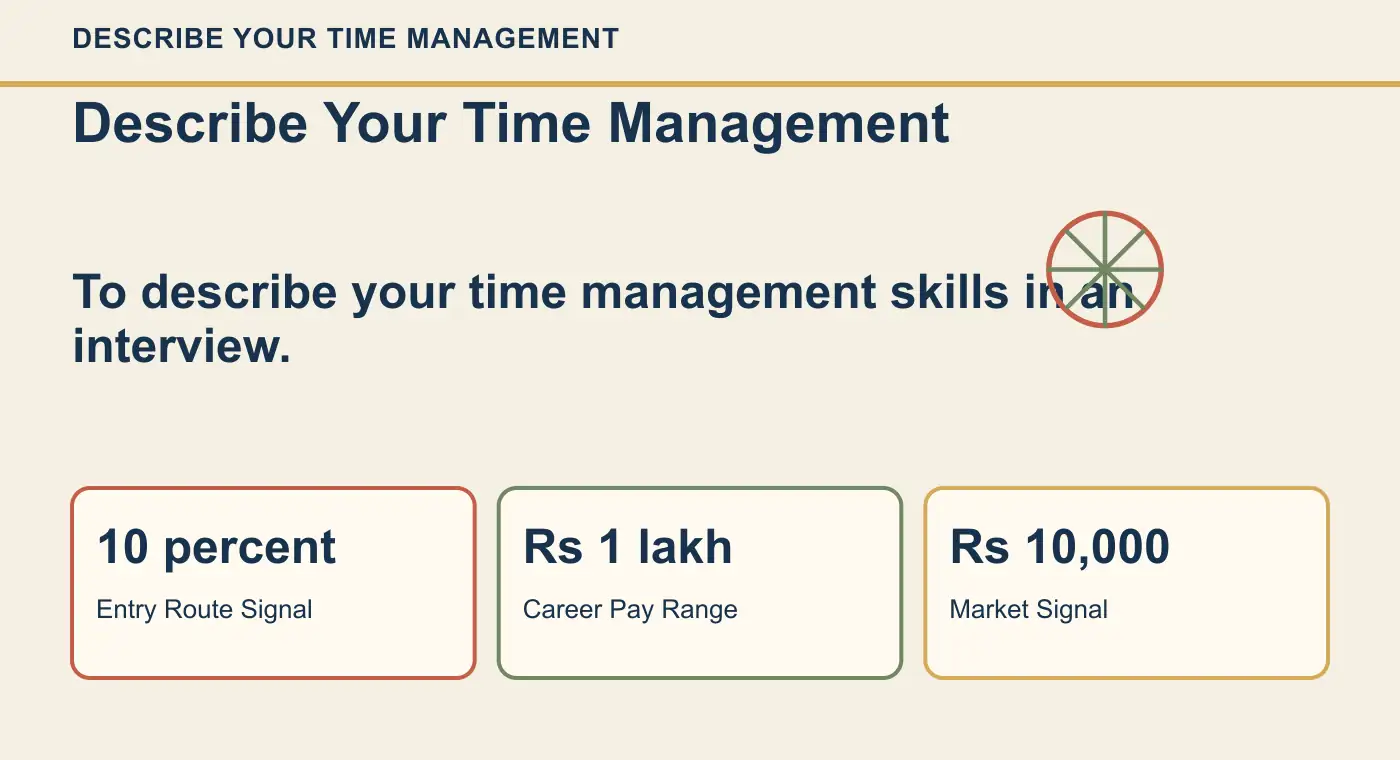 DESCRIBE YOUR TIME MANAGEMENT
Describe Your Time Management
To describe your time management skills in an
interview.
10 percent
Entry Route Signal
Rs 1 lakh
Career Pay Range
Rs 10,000
Market Signal